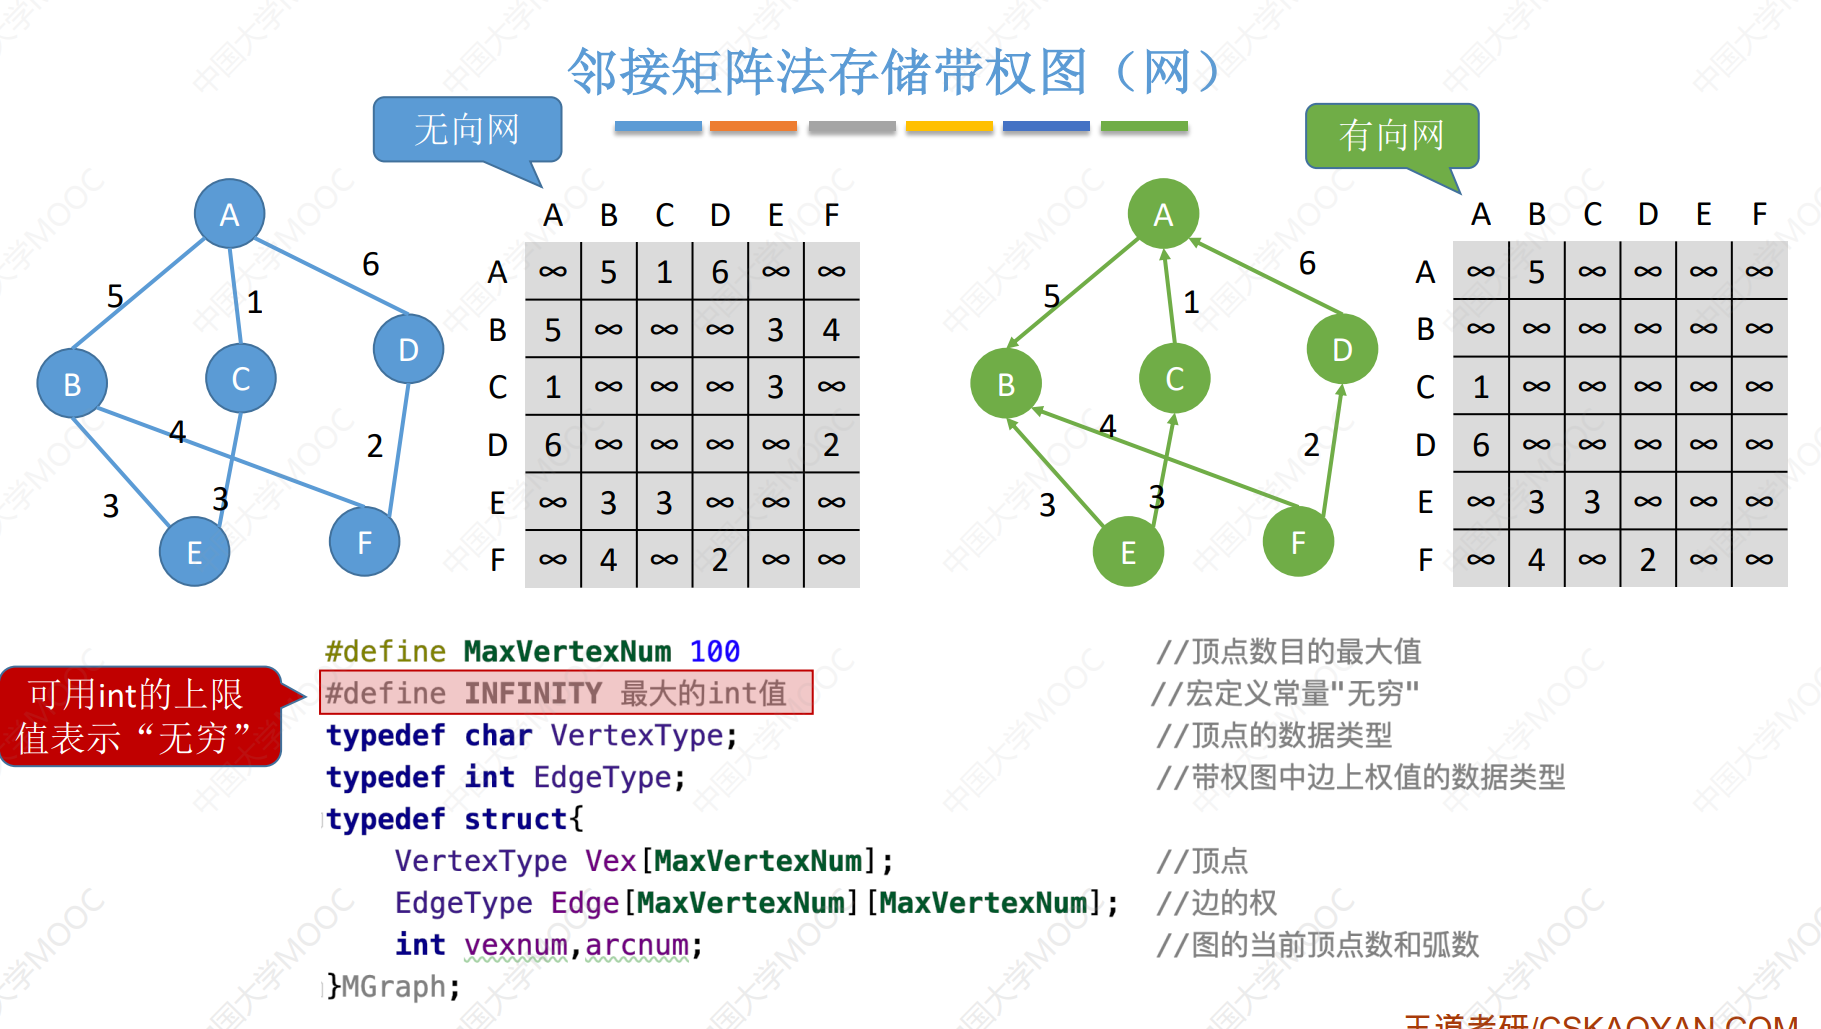 邻接矩阵法存储带权图（网）
无向网
有向网
A
5
1
6
B
C
D
4
2
3
3
E
F
A B C D E F
A ∞ 5 1 6 ∞ ∞
B 5 ∞ ∞ ∞ 3 4
C 1 ∞ ∞ ∞ 3 ∞
D 6 ∞ ∞ ∞ ∞ 2
E ∞ 3 3 ∞ ∞ ∞
F ∞ 4 ∞ 2 ∞ ∞
A
5
1
6
B
C
D
4
2
3
3
E
F
A B C D E F
A ∞ 5 ∞ ∞ ∞ ∞
B ∞ ∞ ∞ ∞ ∞ ∞
C 1 ∞ ∞ ∞ ∞ ∞
D 6 ∞ ∞ ∞ ∞ ∞
E ∞ 3 3 ∞ ∞ ∞
F ∞ 4 ∞ 2 ∞ ∞
可用int的上限
值表示“无穷”
#define MaxVertexNum 100 //顶点数目的最大值
#define INFINITY 最大的int值 //宏定义常量"无穷"
typedef char VertexType; //顶点的数据类型
typedef int EdgeType; //带权图中边上权值的数据类型
typedef struct{
VertexType Vex[MaxVertexNum]; //顶点
EdgeType Edge[MaxVertexNum][MaxVertexNum]; //边的权
int vexnum,arcnum; //图的当前顶点数和弧数
}MGraph;
王道考研/CSKAOYAN.COM
中国大学MOOC